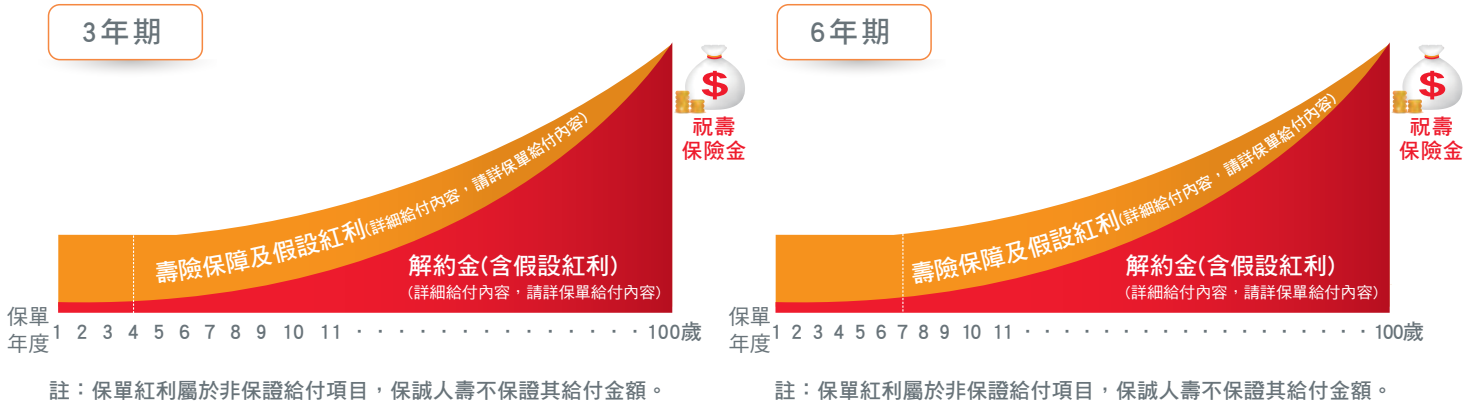 3年期
$
祝壽
保險金
壽險保障及假設紅利(詳細給付內容，請詳保單給付內容)
解約金(含假設紅利)
(詳細給付內容，請詳保單給付內容)
保單
年度
1 2 3 4 5 6 7 8 9 10 11 ．．．．．．．．．．．．．．．．． 100歲
註：保單紅利屬於非保證給付項目，保誠人壽不保證其給付金額。
6年期
$
祝壽
保險金
壽險保障及假設紅利(詳細給付內容，請詳保單給付內容)
解約金(含假設紅利)
(詳細給付內容，請詳保單給付內容)
保單
年度
1 2 3 4 5 6 7 8 9 10 11 ．．．．．．．．．．．．．．．．．．．．． 100歲
註：保單紅利屬於非保證給付項目，保誠人壽不保證其給付金額。